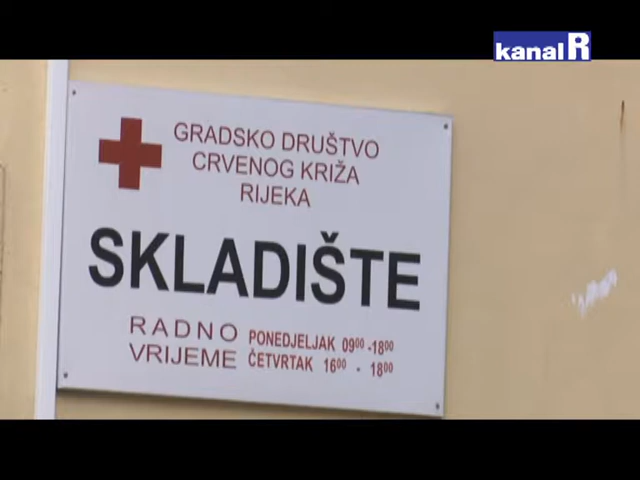 kanal R
GRADSKO DRUŠTVO
CRVENOG KRIŽA
RIJEKA
SKLADIŠTE
RADNO VRIJEME
PONEDJELJAK 09⁰⁰ -18⁰⁰
ČETVRTAK 16⁰⁰ - 18⁰⁰